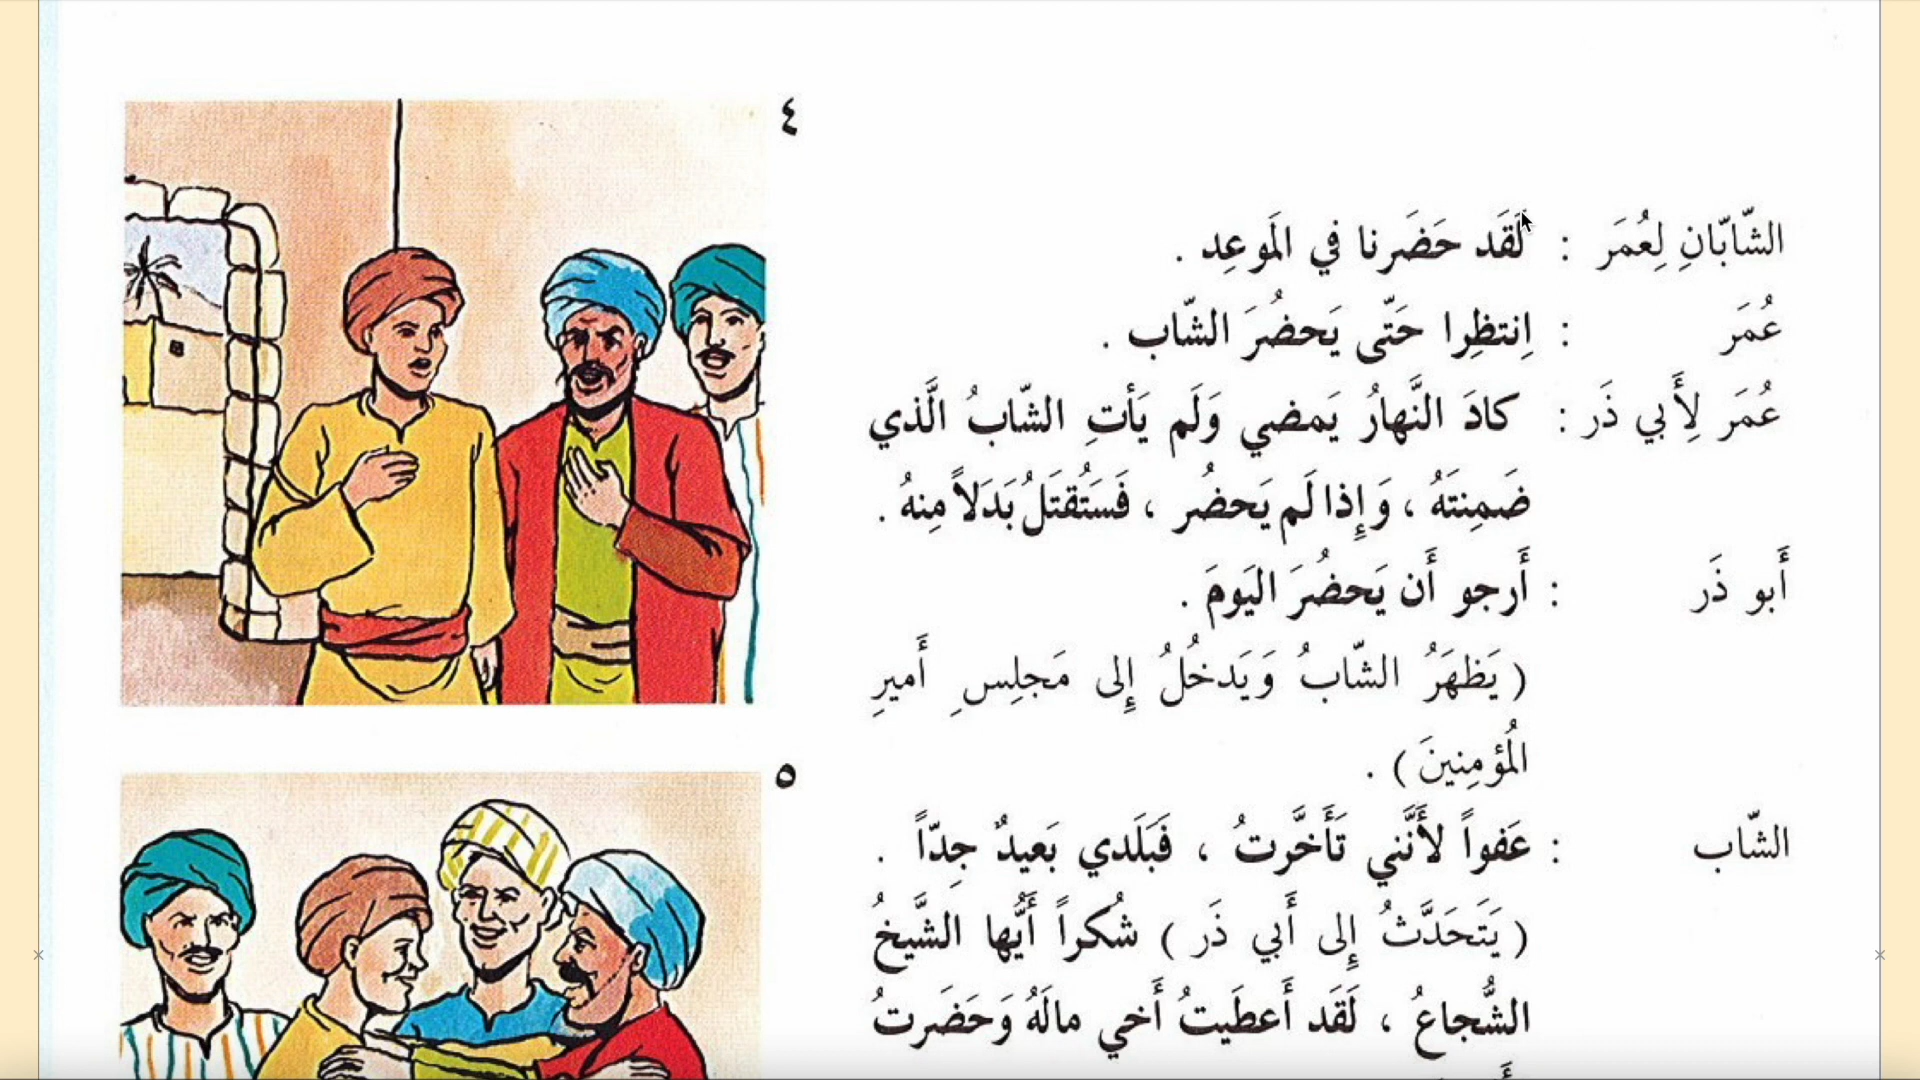 ٤
الشّابّانِ لِعُمَر : لَقَد حَضَرنا في المَوعِد .
عُمَر : اِنتظِرا حَتّى يَحضُرَ الشّاب .
عُمَر لِأَبي ذَر : كادَ النَّهارُ يَمضي وَلَم يَأتِ الشّابُ الَّذي
ضَمِنتَهُ ، وَإِذا لَم يَحضُر ، فَسَتُقتَلُ بَدَلاً مِنهُ .
أَبو ذَر : أَرجو أَن يَحضُرَ اليَومَ .
( يَظهَرُ الشّابُ وَيَدخُلُ إِلى مَجلِسِ أَميرِ
المُؤمِنينَ ) .
٥
الشّاب : عَفواً لأَنَّني تَأَخَّرتُ ، فَبَلَدي بَعيدٌ جِدّاً .
( يَتَحَدَّثُ إِلى أَبي ذَر ) شُكراً أَيُّها الشَّيخُ
الشُّجاعُ ، لَقَد أَعطَيتُ أَخي مالَهُ وَحَضَرتُ